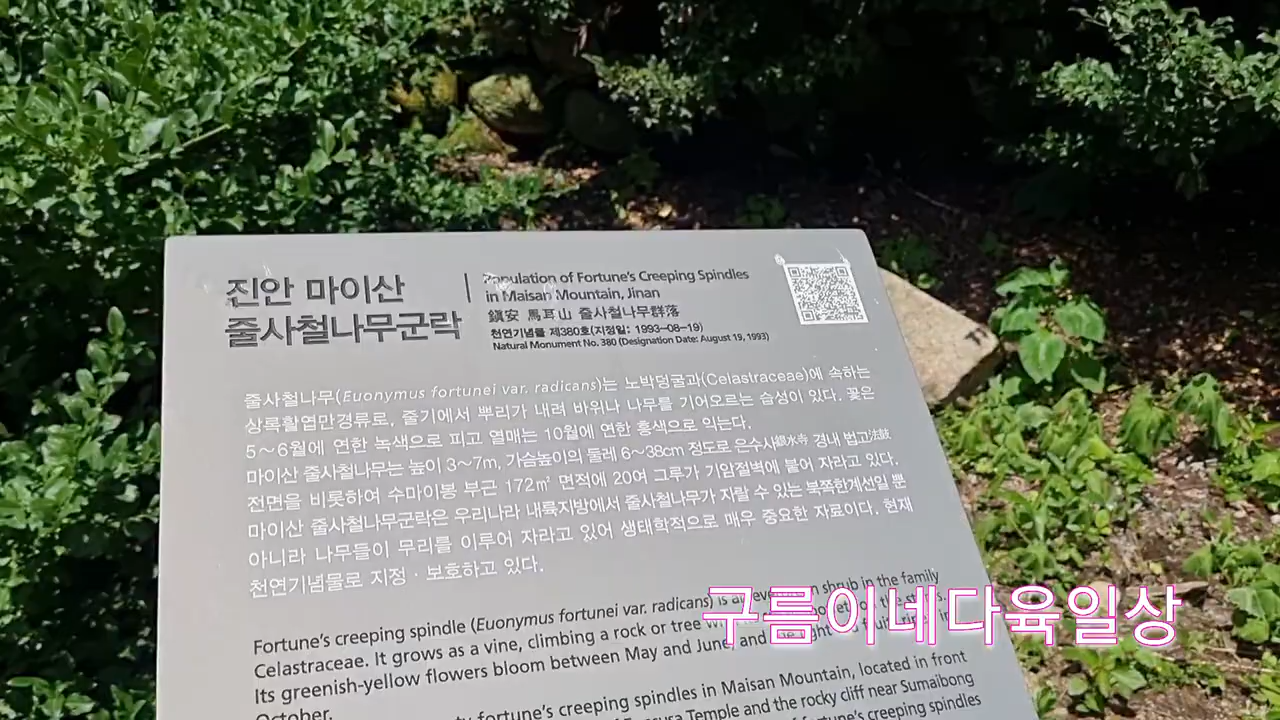 진안 마이산
줄사철나무군락
Population of Fortune's Creeping Spindles
in Maisan Mountain, Jinan
鎭安 馬耳山 줄사철나무群落
천연기념물 제380호(지정일: 1993-08-19)
Natural Monument No. 380 (Designation Date: August 19, 1993)
줄사철나무(Euonymus fortunei var. radicans)는 노박덩굴과(Celastraceae)에 속하는
상록활엽만경류로, 줄기에서 뿌리가 내려 바위나 나무를 기어오르는 습성이 있다. 꽃은
5~6월에 연한 녹색으로 피고 열매는 10월에 연한 홍색으로 익는다.
마이산 줄사철나무는 높이 3~7m, 가슴높이의 둘레 6~38cm 정도로 은수사銀水寺 경내 법고法鼓
전면을 비롯하여 수마이봉 부근 172㎡ 면적에 20여 그루가 기암절벽에 붙어 자라고 있다.
마이산 줄사철나무군락은 우리나라 내륙지방에서 줄사철나무가 자랄 수 있는 북쪽한계선일 뿐
아니라 나무들이 무리를 이루어 자라고 있어 생태학적으로 매우 중요한 자료이다. 현재
천연기념물로 지정 · 보호하고 있다.
Fortune's creeping spindle (Euonymus fortunei var. radicans) is an evergreen shrub in the family
Celastraceae. It grows as a vine, climbing a rock or tree the
Its greenish-yellow flowers bloom between May and June, and in
October. fortune's creeping spindles in Maisan Mountain, located in front
Temple and the rocky cliff near Sumaibong
of fortune's creeping spindles
구름이네다육일상